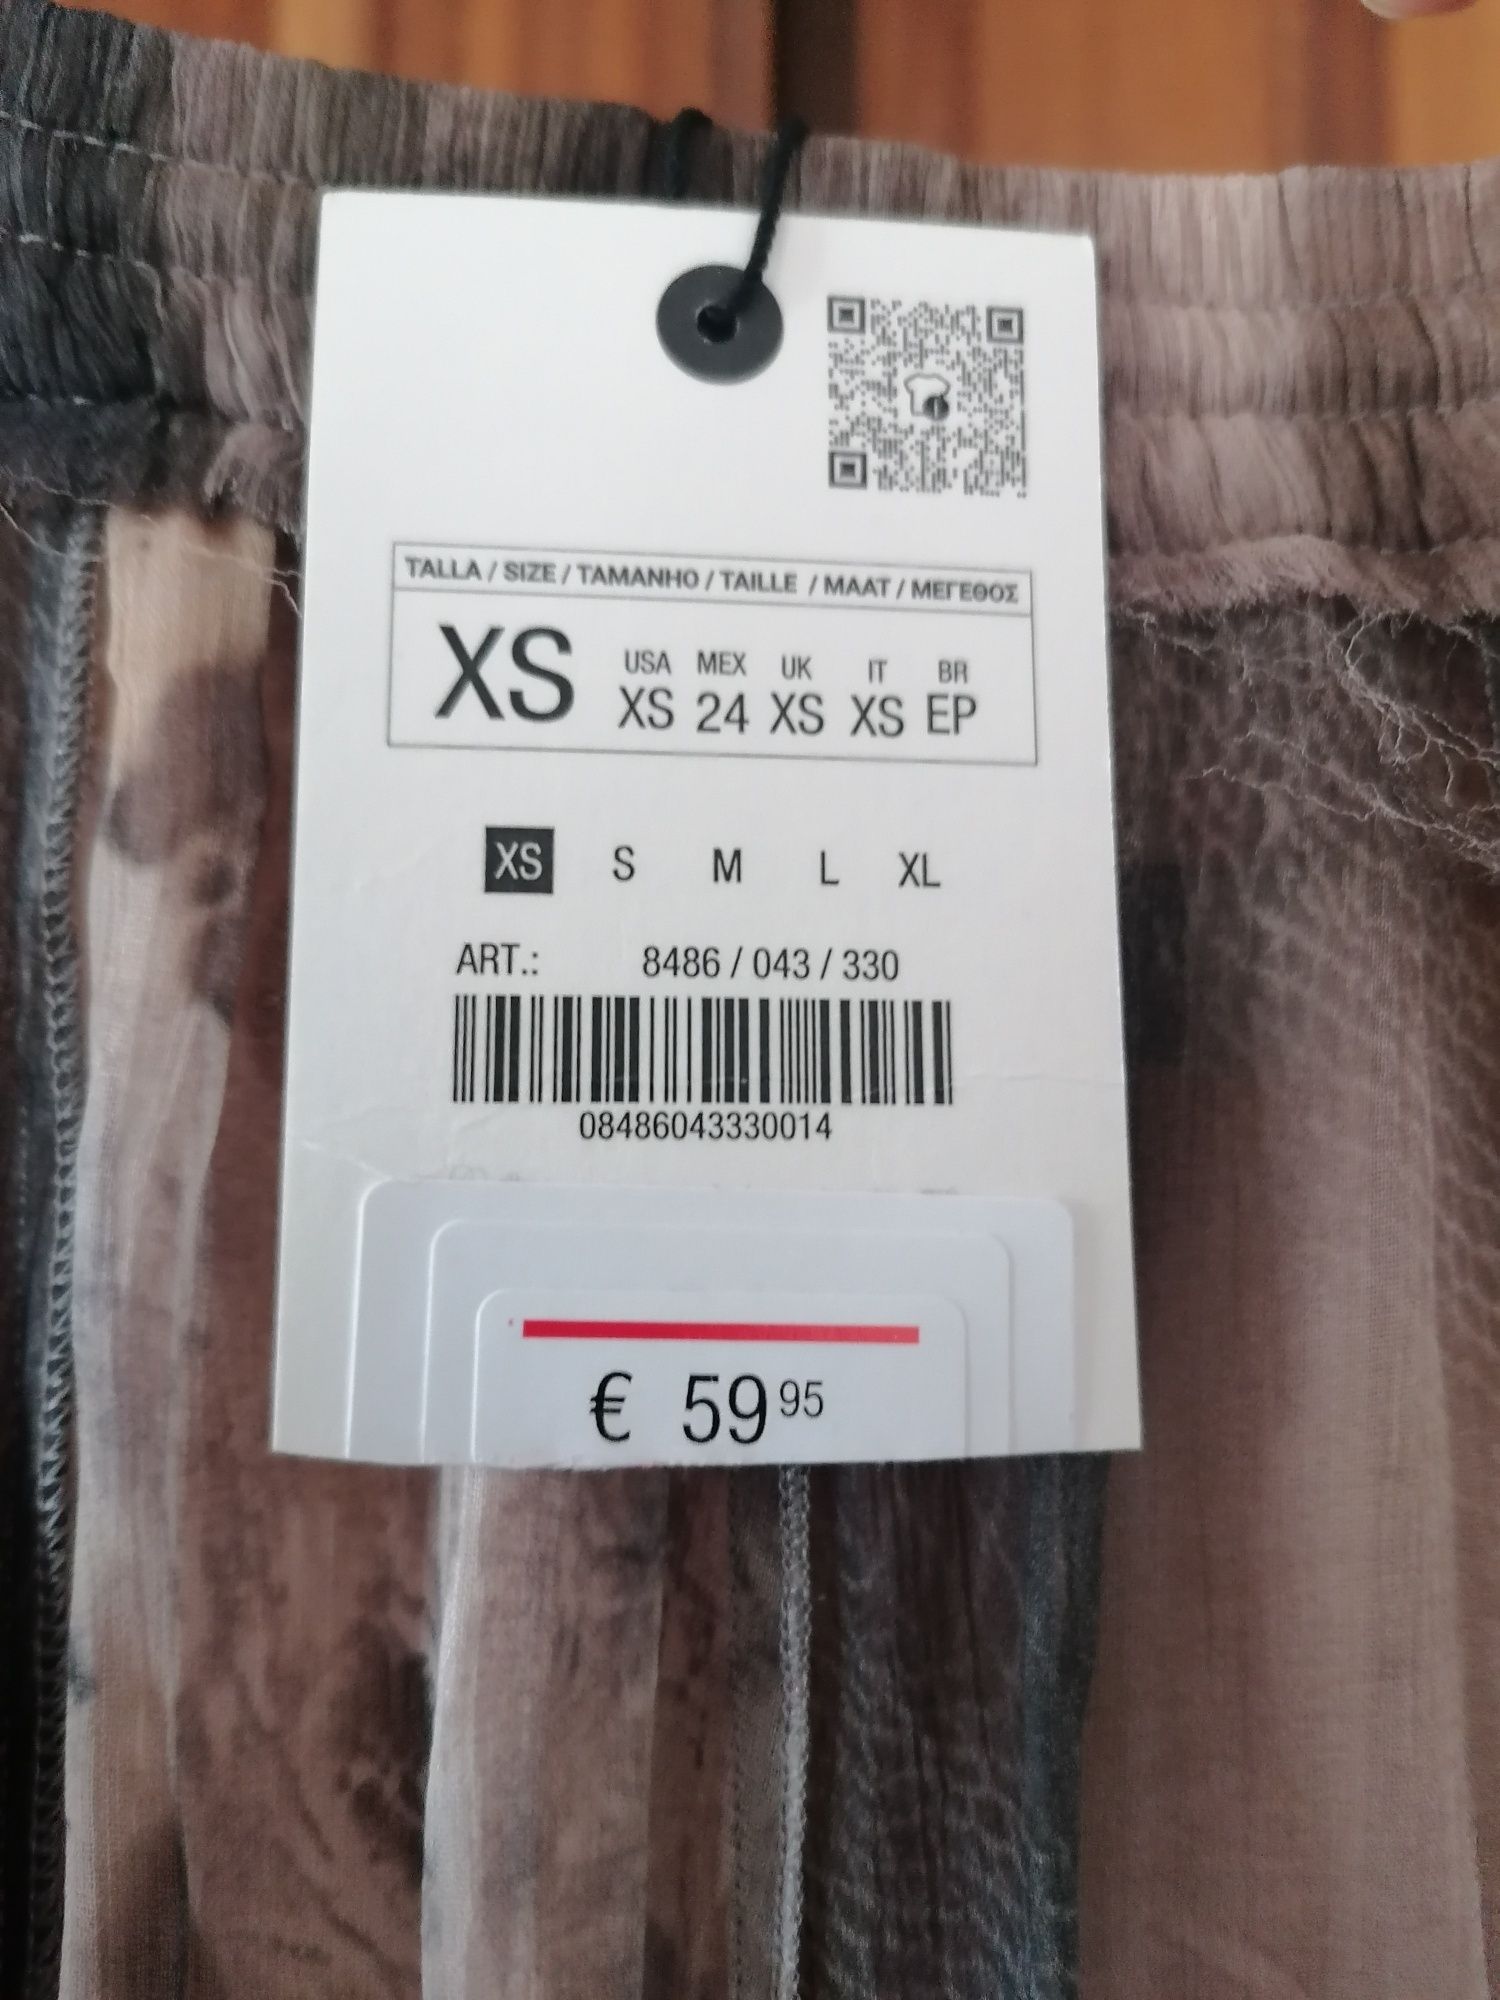 TALLA / SIZE / TAMANHO / TAILLE / MAAT / ΜΕΓΕΘΟΣ
XS USA XS MEX 24 UK XS IT XS BR EP
XS S M L XL
ART.: 8486 / 043 / 330
08486043330014
€ 59 95